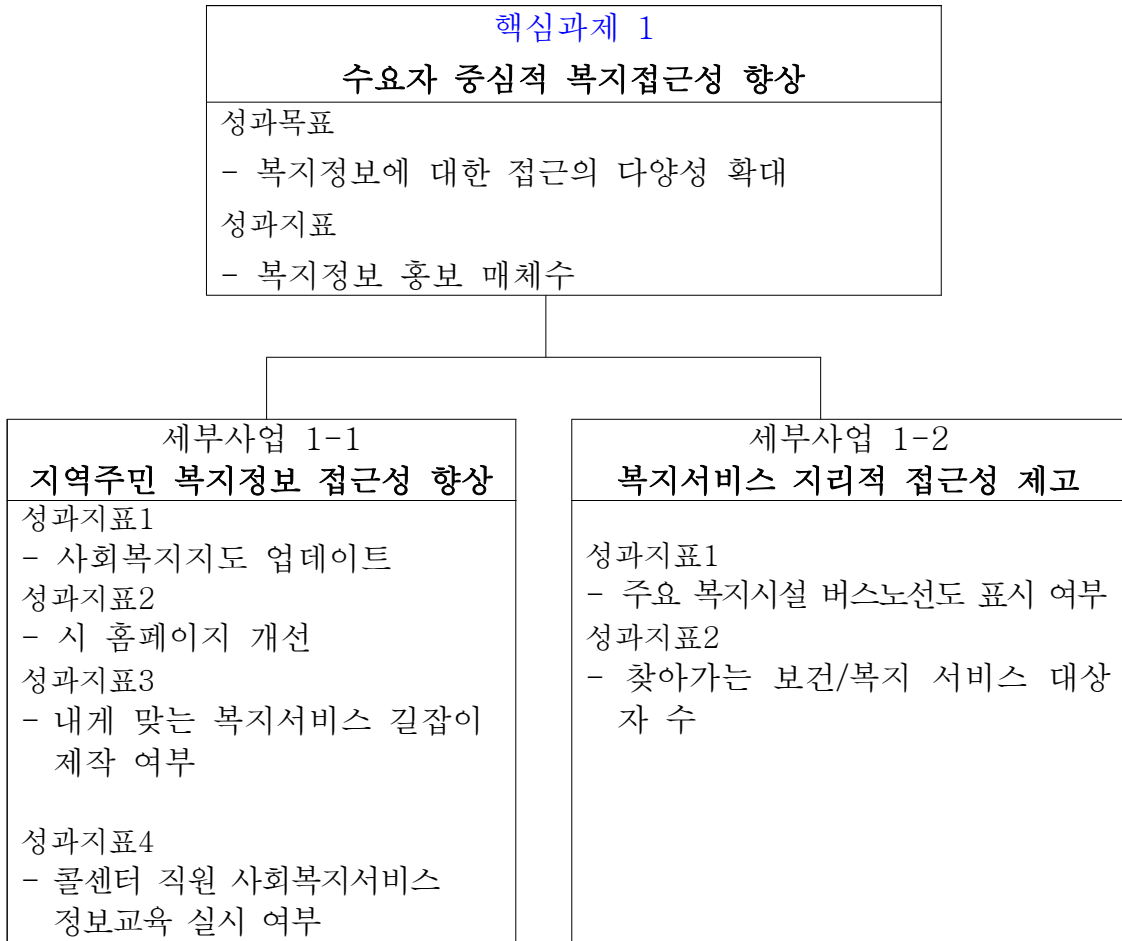 핵심과제 1
수요자 중심적 복지접근성 향상
성과목표
- 복지정보에 대한 접근의 다양성 확대
성과지표
- 복지정보 홍보 매체수
세부사업 1-1
지역주민 복지정보 접근성 향상
성과지표1
- 사회복지지도 업데이트
성과지표2
- 시 홈페이지 개선
성과지표3
- 내게 맞는 복지서비스 길잡이
제작 여부
성과지표4
- 콜센터 직원 사회복지서비스
정보교육 실시 여부
세부사업 1-2
복지서비스 지리적 접근성 제고
성과지표1
- 주요 복지시설 버스노선도 표시 여부
성과지표2
- 찾아가는 보건/복지 서비스 대상
자 수